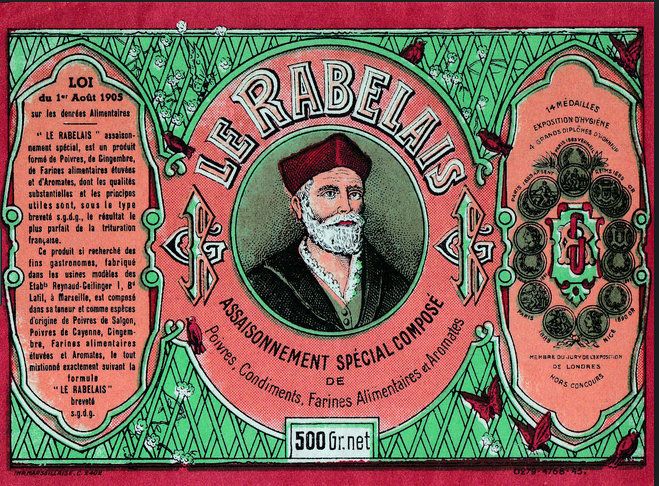 LOI
du 1er Août 1905
sur les denrées Alimentaires
"LE RABELAIS" assaison-
nement spécial, est un produit
formé de Poivres, de Gingembre,
de Farines alimentaires étuvées
et d'Aromates, dont les qualités
substantielles et les principes
utiles sont, sous le type
breveté s.g.d.g., le résultat le
plus parfait de la trituration
française.
Ce produit si recherché des
fins gastronomes, fabriqué
dans les usines modèles des
Etabts Reynaud-Geilinger 1, Bd
Latil, à Marseille, est composé
dans sa teneur et comme espèces
d'origine de Poivres de Saïgon,
Poivres de Cayenne, Gingem-
bre, Farines alimentaires
étuvées et Aromates, le tout
mixtionné exactement suivant la
formule
"LE RABELAIS"
breveté
s.g.d.g.
LE RABELAIS
ASSAISONNEMENT SPÉCIAL COMPOSÉ
DE
Poivres, Condiments, Farines Alimentaires et Aromates
500 Gr. net
14 MÉDAILLES
EXPOSITION D'HYGIÈNE
4 GRANDS DIPLÔMES D'HONNEUR
PARIS
NICE
MEMBRE DU JURY DE L'EXPOSITION
DE LONDRES
HORS CONCOURS
IMP. MARSEILLAISE. C. 2402